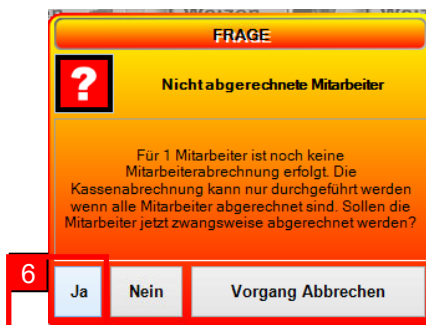 FRAGE
?
Nicht abgerechnete Mitarbeiter
Für 1 Mitarbeiter ist noch keine
Mitarbeiterabrechnung erfolgt. Die
Kassenabrechnung kann nur durchgeführt werden
wenn alle Mitarbeiter abgerechnet sind. Sollen die
Mitarbeiter jetzt zwangsweise abgerechnet werden?
6
Ja Nein Vorgang Abbrechen